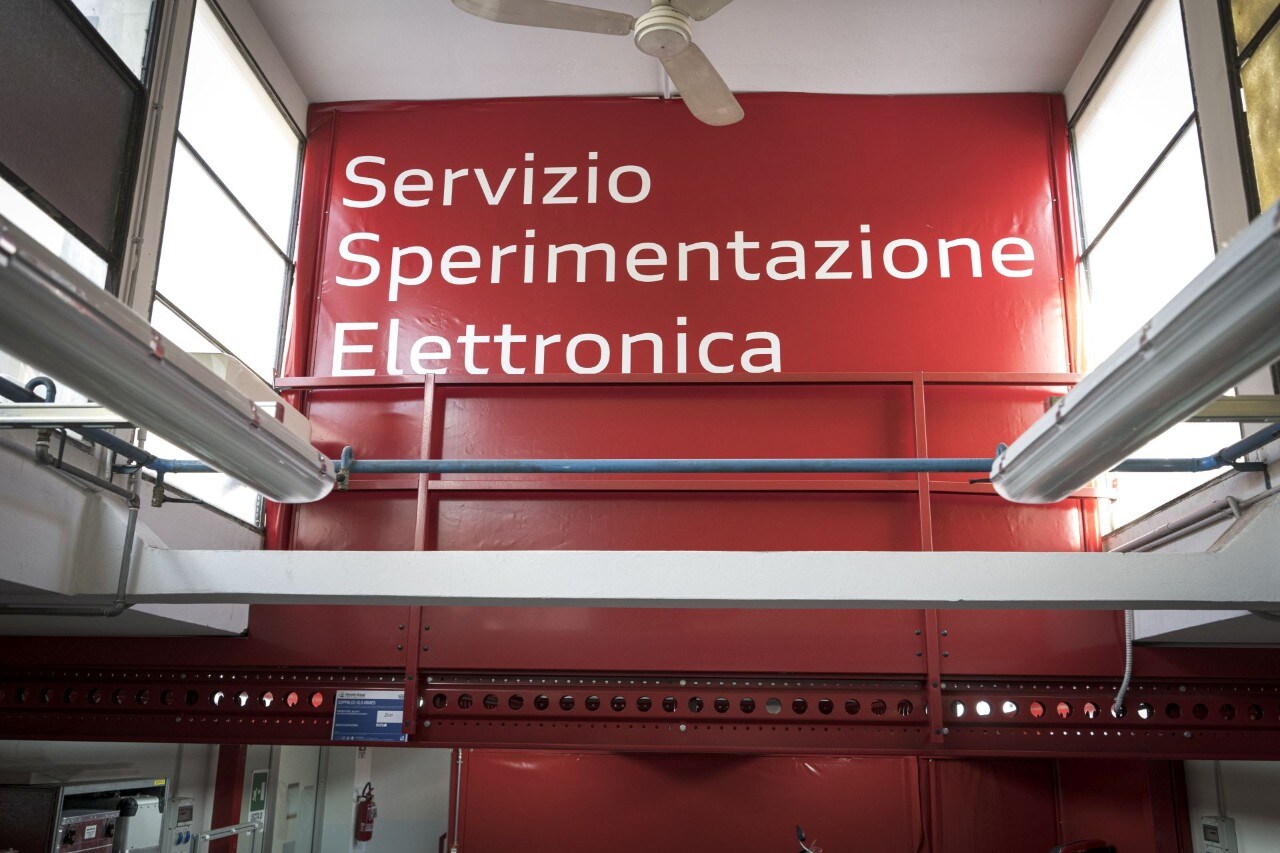 Servizio
Sperimentazione
Elettronica